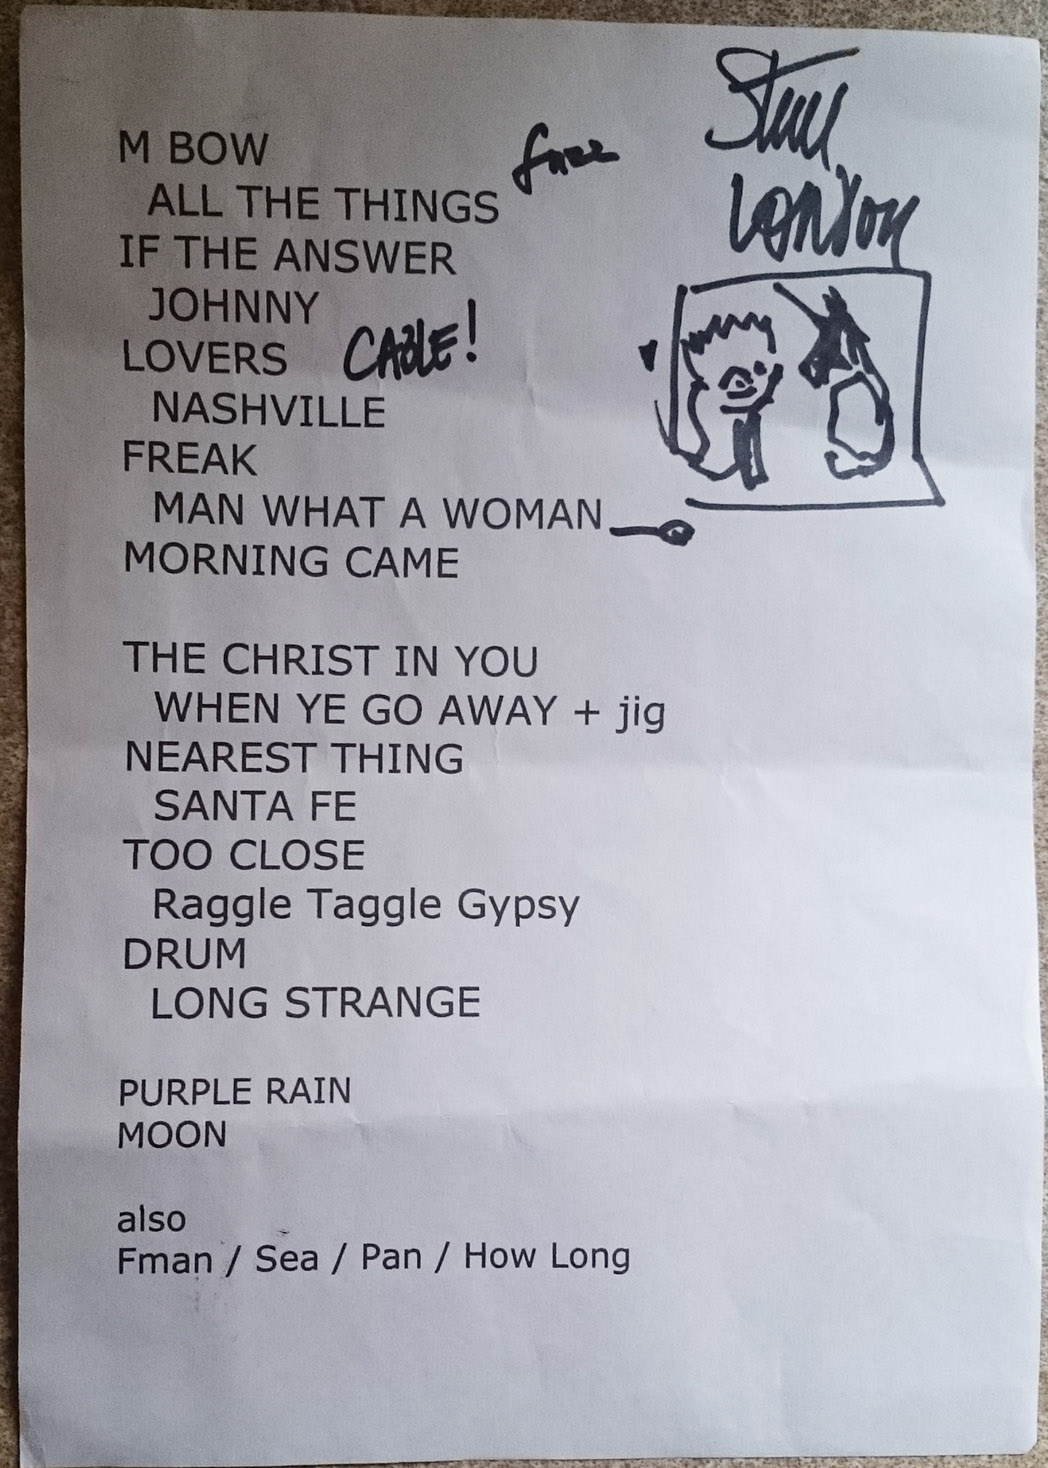 M BOW
fuzz
ALL THE THINGS
IF THE ANSWER
JOHNNY
LOVERS CABLE!
NASHVILLE
FREAK
MAN WHAT A WOMAN
MORNING CAME
THE CHRIST IN YOU
WHEN YE GO AWAY + jig
NEAREST THING
SANTA FE
TOO CLOSE
Raggle Taggle Gypsy
DRUM
LONG STRANGE
PURPLE RAIN
MOON
also
Fman / Sea / Pan / How Long
LONDON